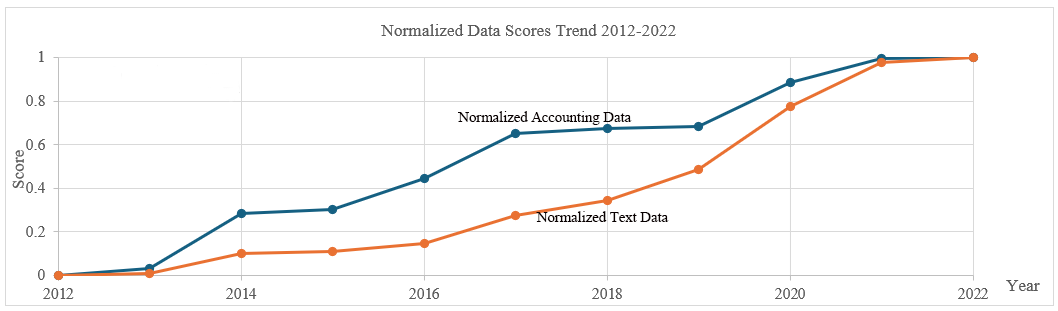 Normalized Data Scores Trend 2012-2022
1
0.8
Normalized Accounting Data
0.6
Score
0.4
Normalized Text Data
0.2
0
2012 2014 2016 2018 2020 2022
Year